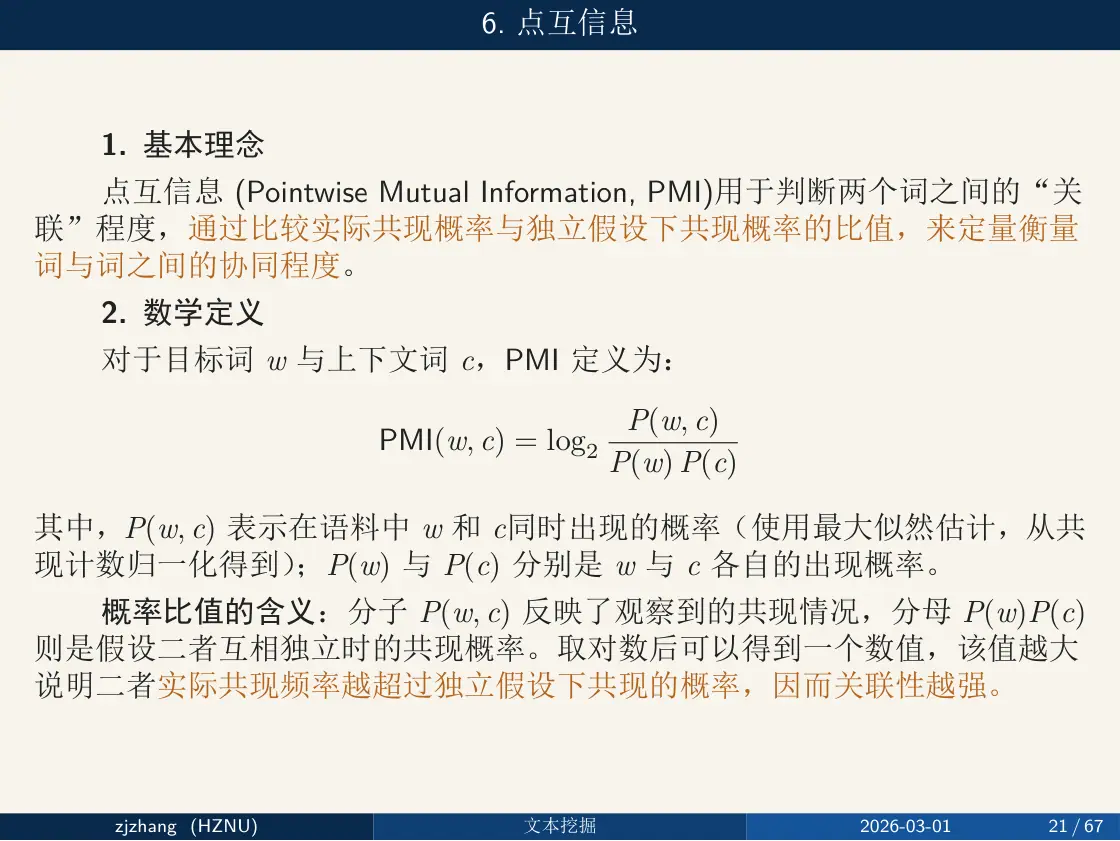 6. 点互信息
1. 基本理念
点互信息 (Pointwise Mutual Information, PMI)用于判断两个词之间的“关
联”程度，通过比较实际共现概率与独立假设下共现概率的比值，来定量衡量
词与词之间的协同程度。
2. 数学定义
对于目标词 w 与上下文词 c，PMI 定义为：
PMI(w, c) = log₂ P(w, c) / P(w) P(c)
其中，P(w, c) 表示在语料中 w 和 c同时出现的概率（使用最大似然估计，从共
现计数归一化得到）；P(w) 与 P(c) 分别是 w 与 c 各自的出现概率。
概率比值的含义：分子 P(w, c) 反映了观察到的共现情况，分母 P(w)P(c)
则是假设二者互相独立时的共现概率。取对数后可以得到一个数值，该值越大
说明二者实际共现频率越超过独立假设下共现的概率，因而关联性越强。
zjzhang (HZNU) 文本挖掘 2026-03-01 21 / 67